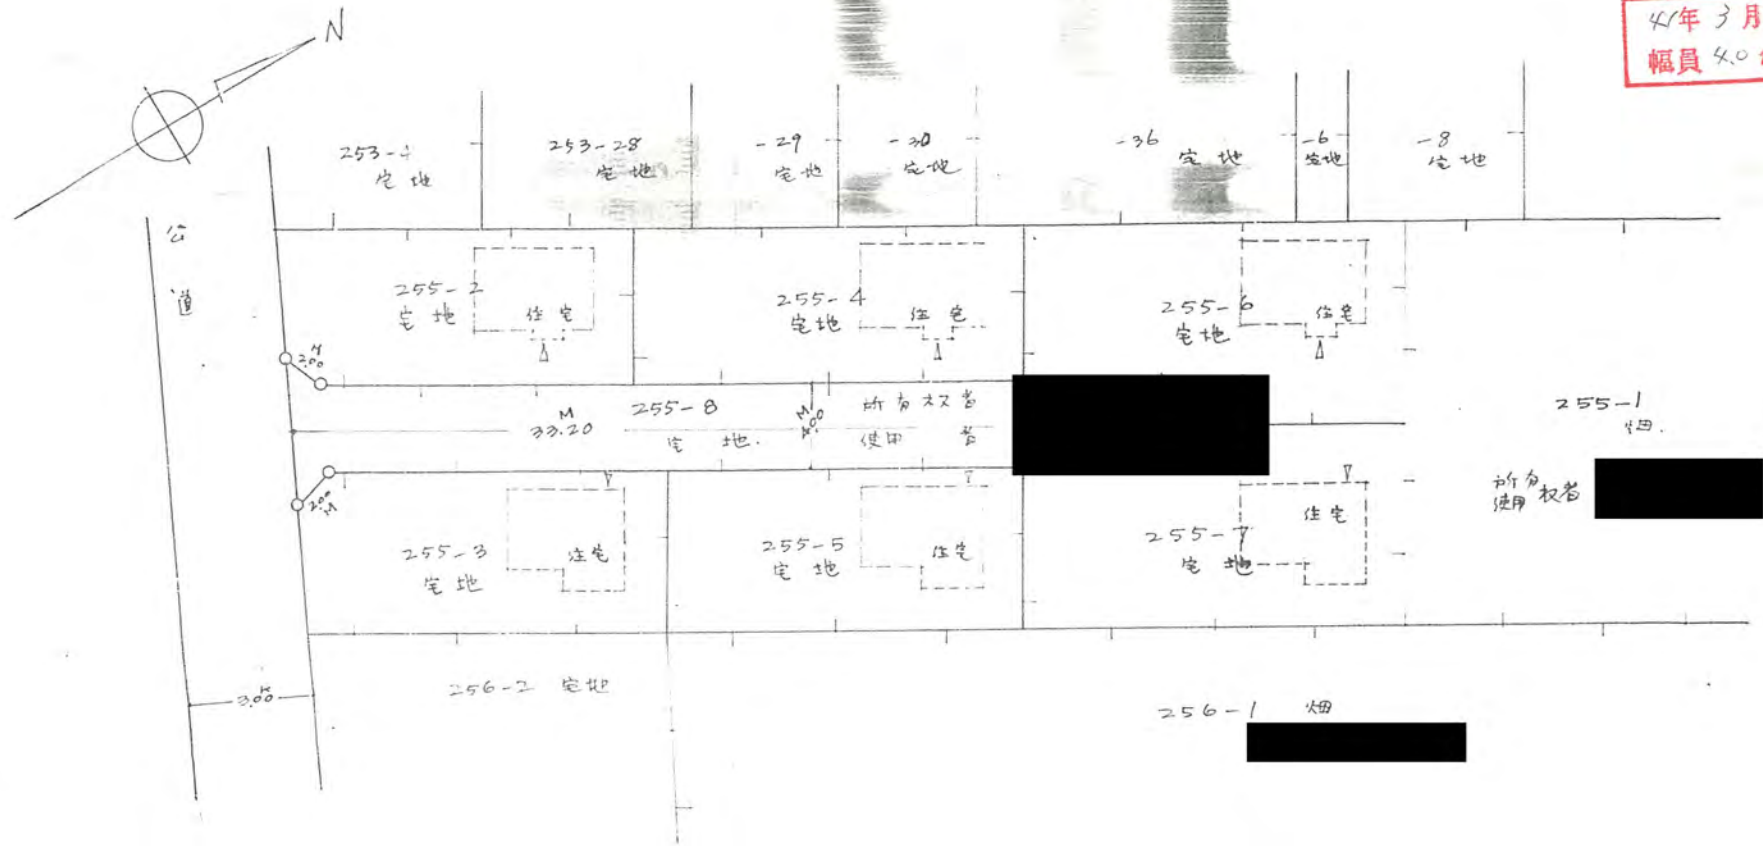 N
41年3月
幅員4.0
253-4
宅地
253-28
宅地
-29
宅地
-30
宅地
-36
宅地
-6
宅地
-8
宅地
公道
255-2
宅地
住宅
255-4
宅地
住宅
255-6
宅地
住宅
2.00M
M
33.20
255-8
宅地.
M
4.00
所有权者
使用者
255-1
畑.
所有
使用权者
2.00M
255-3
宅地
住宅
255-5
宅地
住宅
255-7
宅地
住宅
3.00M
256-2 宅地
256-1 畑